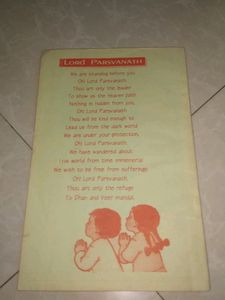 LORD PARSVANATH
We are standing before you
Oh! Lord Parsvanath
Thou are only the leader
To show us the heaven path
Nothing is hidden from you,
Oh! Lord Parsvanath
Thou will be kind enough to
Lead us from the dark world
We are under your protection,
Oh! Lord Parsvanath,
We have wandered about
This world from time immemorial
We wish to be free from sufferings
Oh! Lord Parsvanath
Thou are only the refuge
To Dhan and Veer mandal.